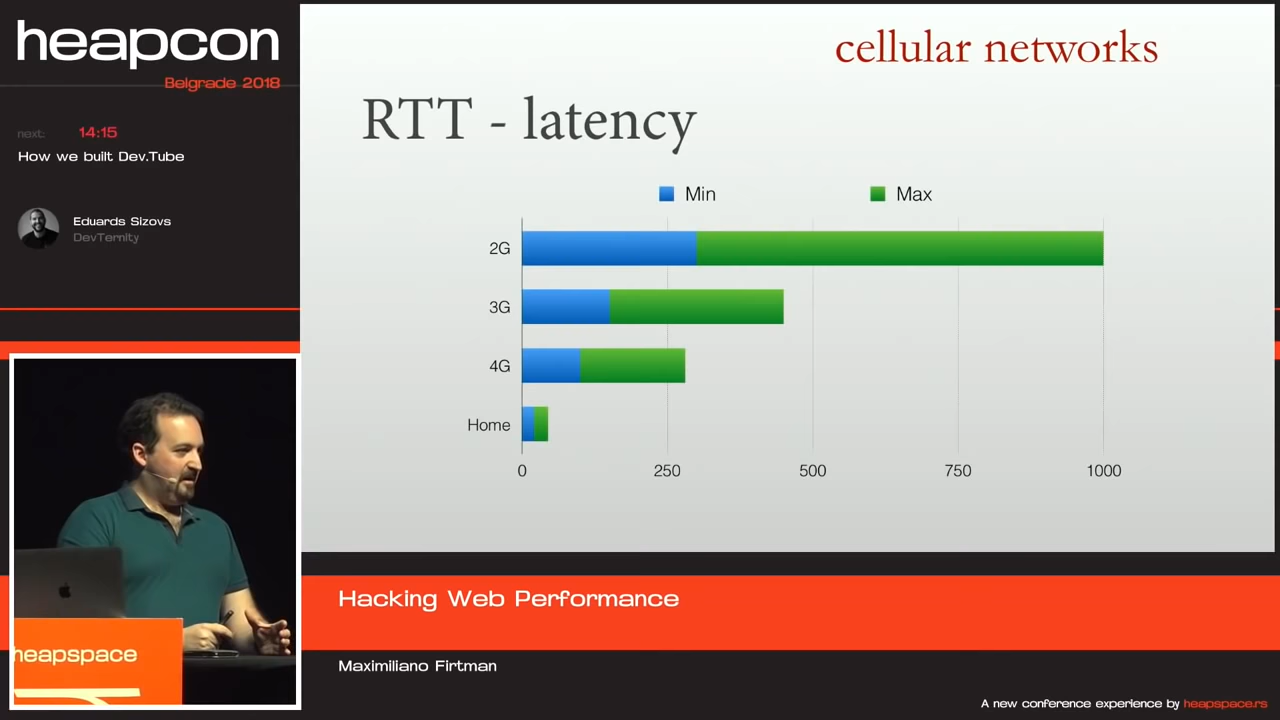 heapcon
Belgrade 2018
next: 14:15
How we built Dev.Tube
Eduards Sizovs
DevTernity
cellular networks
RTT - latency
Min Max
2G
3G
4G
Home
0 250 500 750 1000
heapspace
Hacking Web Performance
Maximiliano Firtman
A new conference experience by heapspace.rs